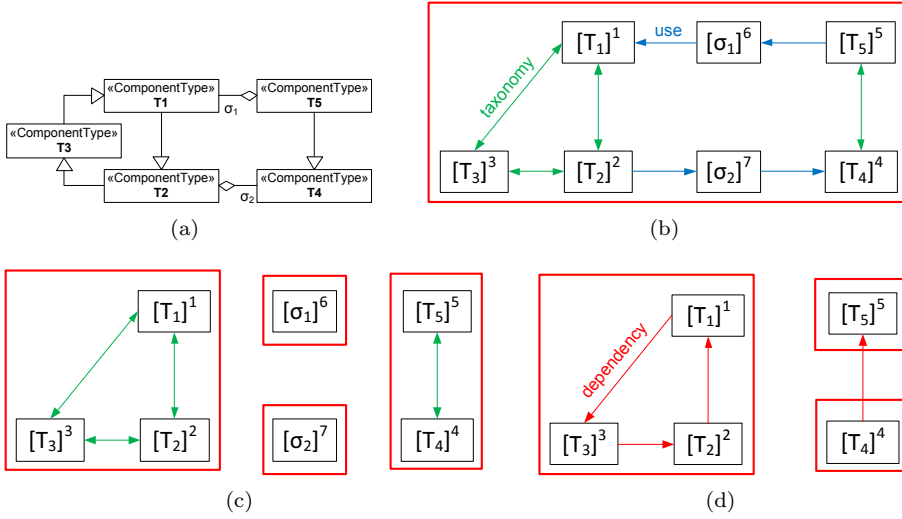 «ComponentType»
T1
σ1
«ComponentType»
T5
«ComponentType»
T3
«ComponentType»
T2
σ2
«ComponentType»
T4
(a)
[T1]1
use
[σ1]6
[T5]5
taxonomy
[T3]3
[T2]2
[σ2]7
[T4]4
(b)
[T1]1
[σ1]6
[T5]5
[T3]3
[T2]2
[σ2]7
[T4]4
(c)
[T1]1
[T5]5
dependency
[T3]3
[T2]2
[T4]4
(d)